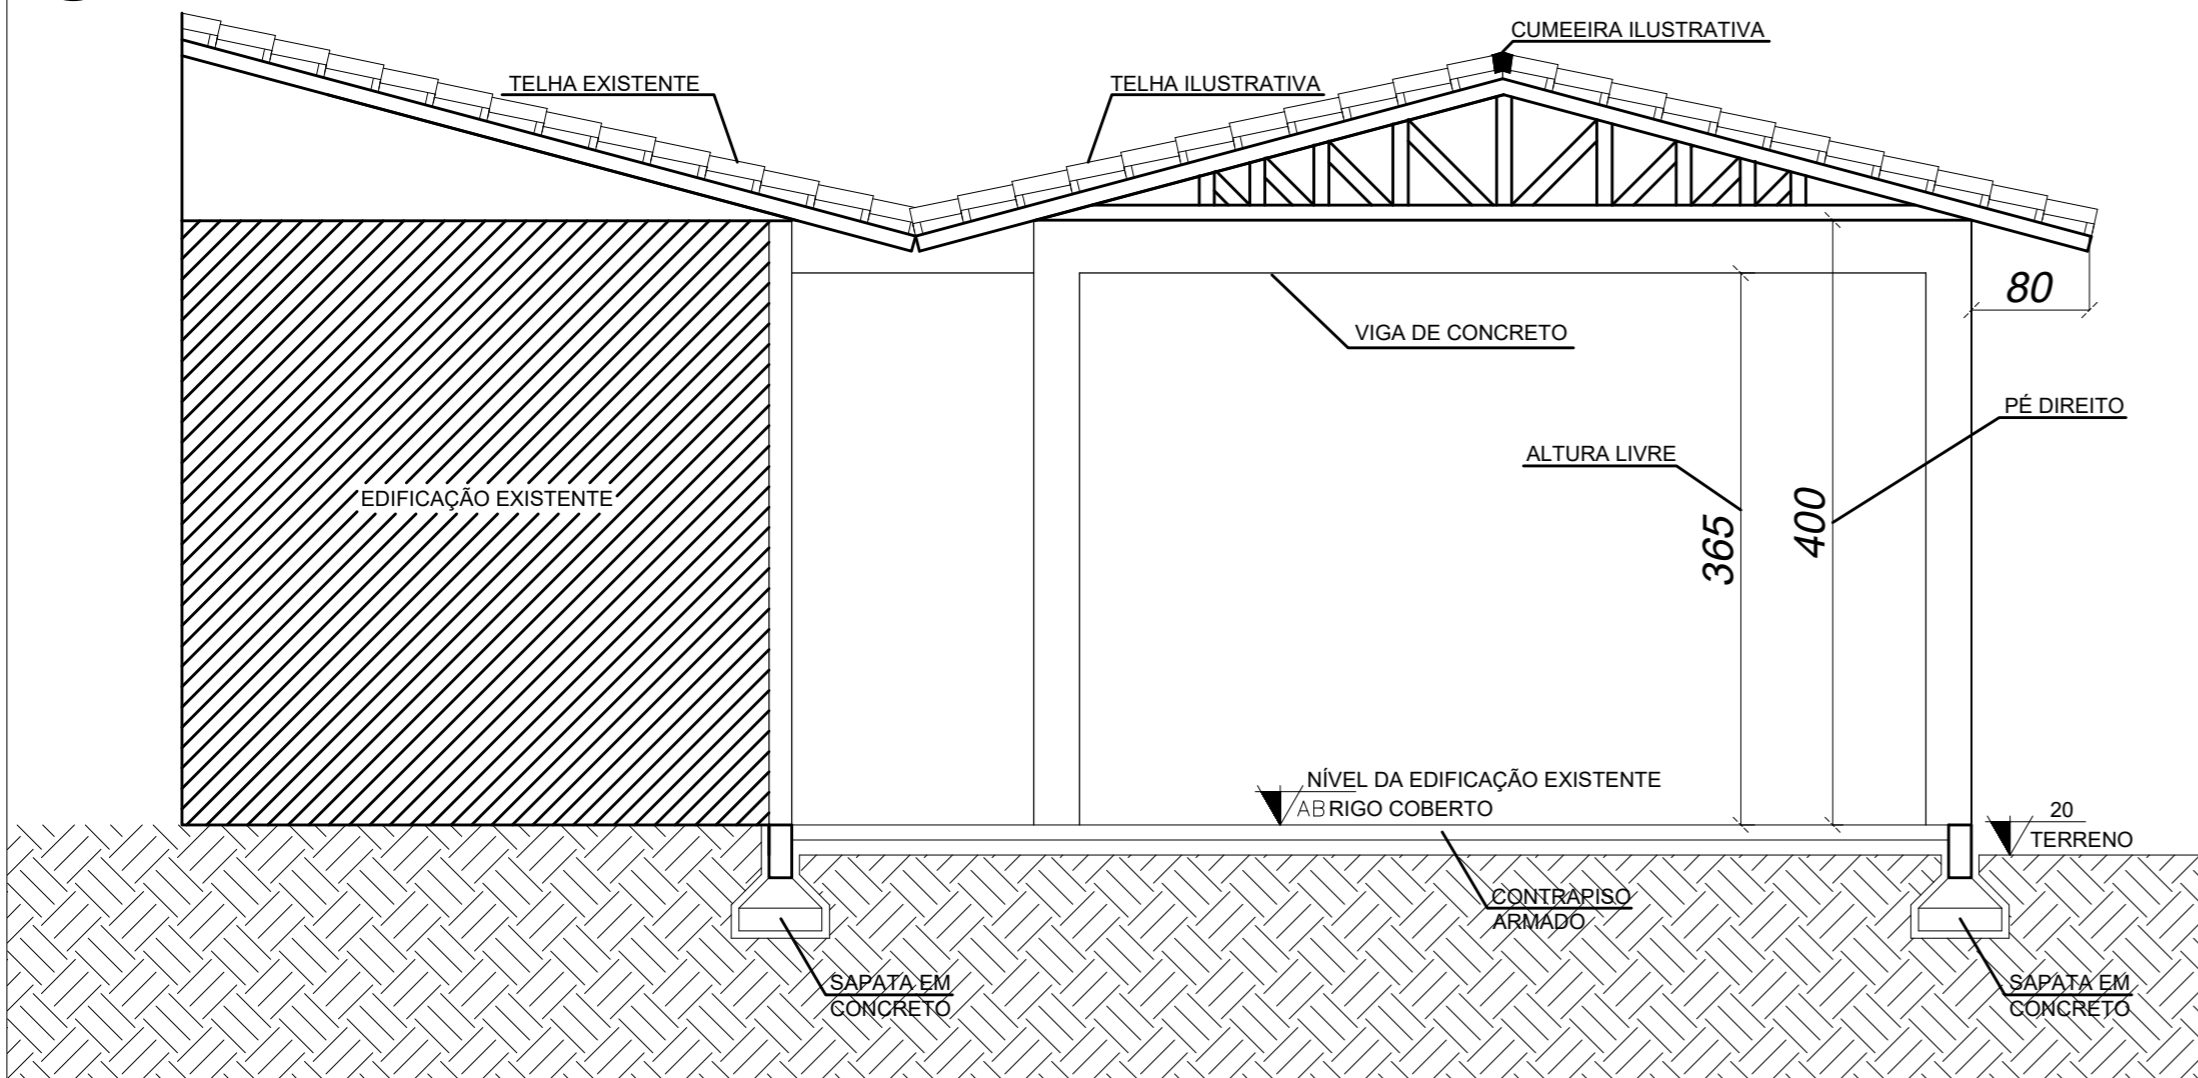 CUMEEIRA ILUSTRATIVA
TELHA EXISTENTE
TELHA ILUSTRATIVA
80
VIGA DE CONCRETO
PÉ DIREITO
ALTURA LIVRE
EDIFICAÇÃO EXISTENTE
365
400
NÍVEL DA EDIFICAÇÃO EXISTENTE
ABRIGO COBERTO
20
TERRENO
CONTRAPISO
ARMADO
SAPATA EM
CONCRETO
SAPATA EM
CONCRETO